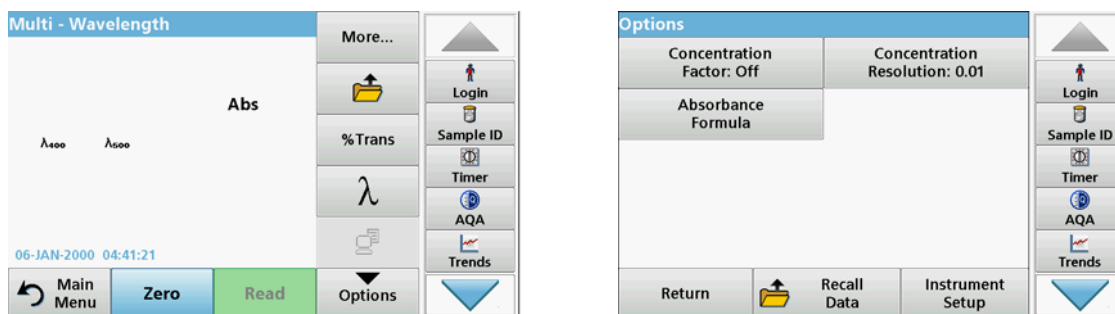 Multi - Wavelength
More...
Abs
λ₄₀₀ λ₅₀₀
%Trans
λ
06-JAN-2000 04:41:21
Main
Menu
Zero
Read
Options
Login
Sample ID
Timer
AQA
Trends
Options
Concentration
Factor: Off
Concentration
Resolution: 0.01
Absorbance
Formula
Return
Recall
Data
Instrument
Setup
Login
Sample ID
Timer
AQA
Trends